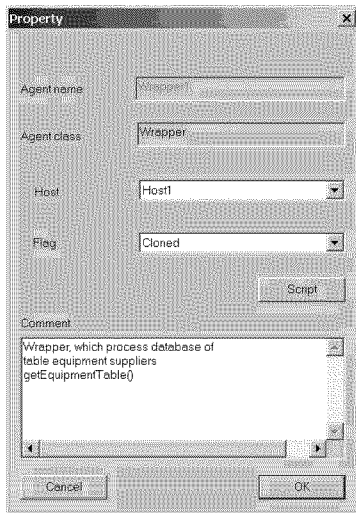 Property
Agent name
Wrapper1
Agent class
Wrapper
Host
Host1
Flag
Cloned
Script
Comment
Wrapper, which process database of
table equipment suppliers
getEquipmentTable()
Cancel
OK